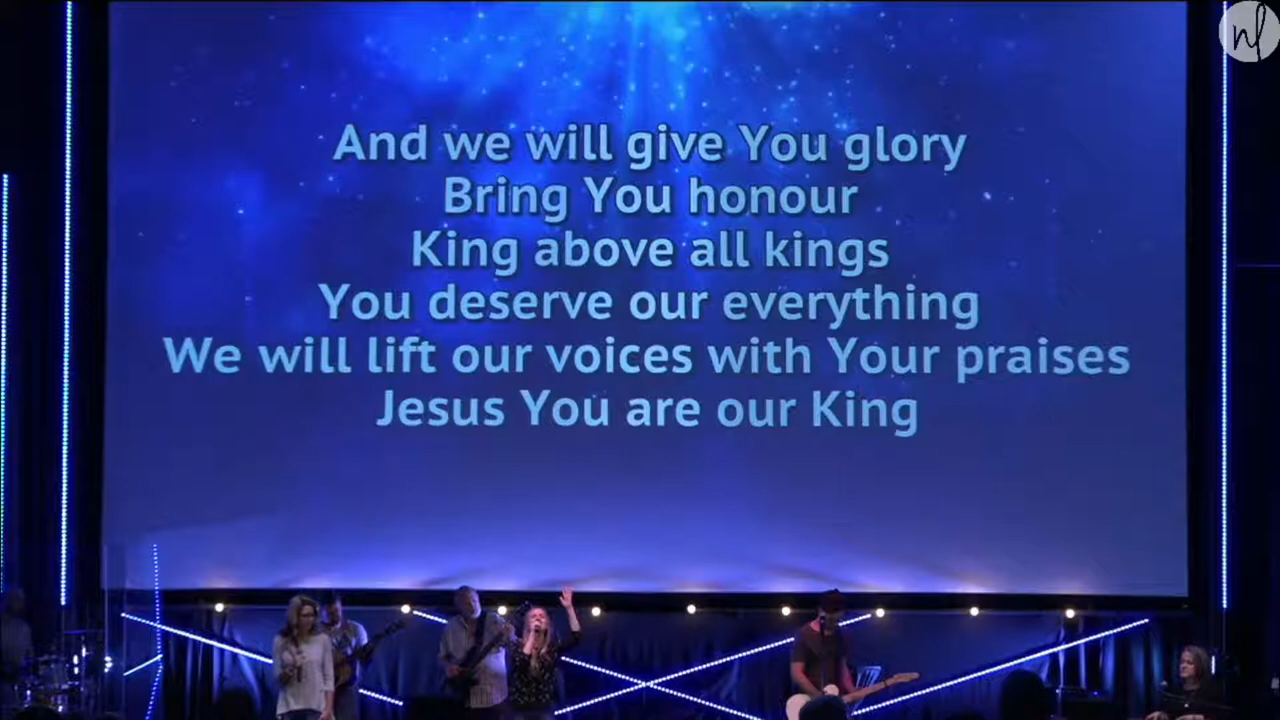 And we will give You glory
Bring You honour
King above all kings
You deserve our everything
We will lift our voices with Your praises
Jesus You are our King
nl